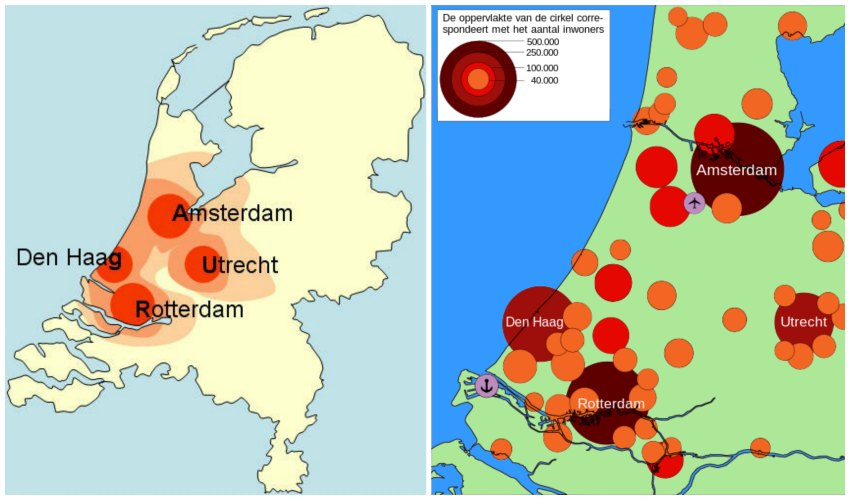 Amsterdam
Den Haag
Utrecht
Rotterdam
De oppervlakte van de cirkel corre-
spondeert met het aantal inwoners
500.000
250.000
100.000
40.000
Amsterdam
Den Haag
Utrecht
Rotterdam